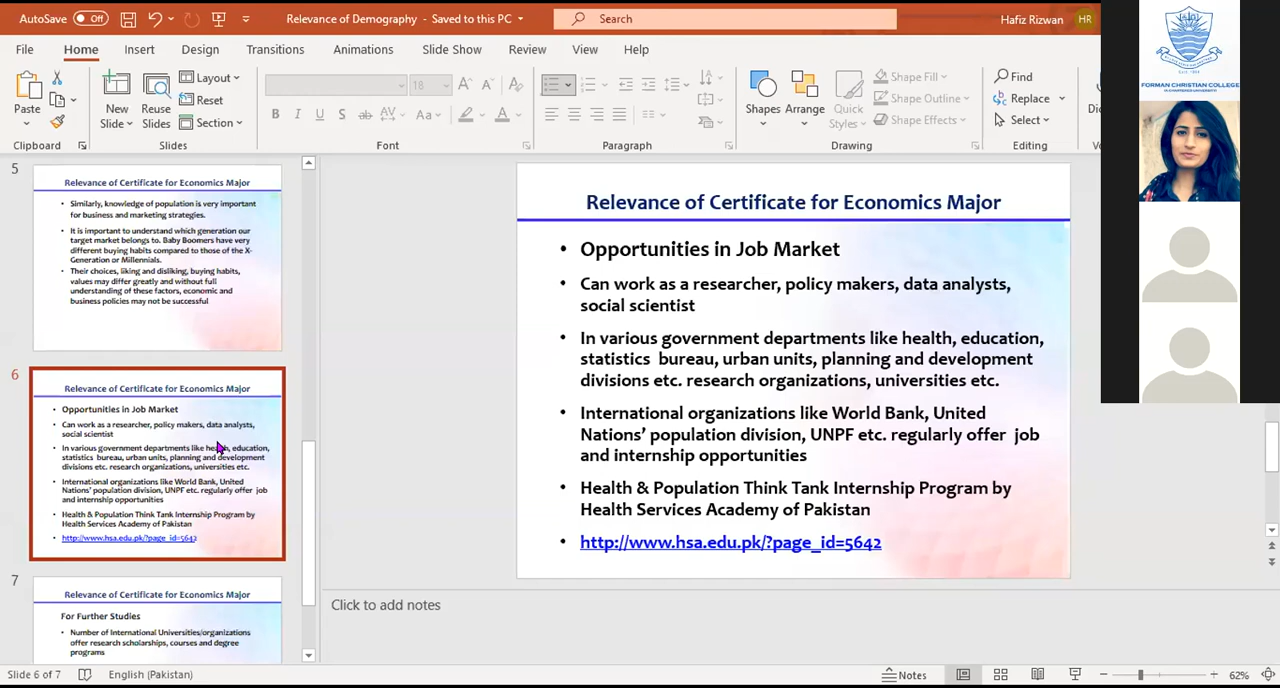 AutoSave Off
Relevance of Demography - Saved to this PC
Search
Hafiz Rizwan
HR
File Home Insert Design Transitions Animations Slide Show Review View Help
Paste
New Slide
Reuse Slides
Layout
Reset
Section
18
B I U S ab AV Aa A
Shapes
Arrange
Quick Styles
Shape Fill
Shape Outline
Shape Effects
Find
Replace
Select
Clipboard
Slides
Font
Paragraph
Drawing
Editing
FORMAN CHRISTIAN COLLEGE
5
Relevance of Certificate for Economics Major
• Similarly, knowledge of population is very important
for business and marketing strategies.
• It is important to understand which generation our
target market belongs to. Baby Boomers have very
different buying habits compared to those of the X-
Generation or Millennials.
• Their choices, liking and disliking, buying habits,
values may differ greatly and without full
understanding of these factors, economic and
business policies may not be successful
6
Relevance of Certificate for Economics Major
• Opportunities in Job Market
• Can work as a researcher, policy makers, data analysts,
social scientist
• In various government departments like health, education,
statistics bureau, urban units, planning and development
divisions etc. research organizations, universities etc.
• International organizations like World Bank, United
Nations' population division, UNPF etc. regularly offer job
and internship opportunities
• Health & Population Think Tank Internship Program by
Health Services Academy of Pakistan
• http://www.hsa.edu.pk/?page_id=5642
7
Relevance of Certificate for Economics Major
For Further Studies
• Number of International Universities/organizations
offer research scholarships, courses and degree
programs
Relevance of Certificate for Economics Major
• Opportunities in Job Market
• Can work as a researcher, policy makers, data analysts,
social scientist
• In various government departments like health, education,
statistics bureau, urban units, planning and development
divisions etc. research organizations, universities etc.
• International organizations like World Bank, United
Nations' population division, UNPF etc. regularly offer job
and internship opportunities
• Health & Population Think Tank Internship Program by
Health Services Academy of Pakistan
• http://www.hsa.edu.pk/?page_id=5642
Click to add notes
Slide 6 of 7
English (Pakistan)
Notes
62%